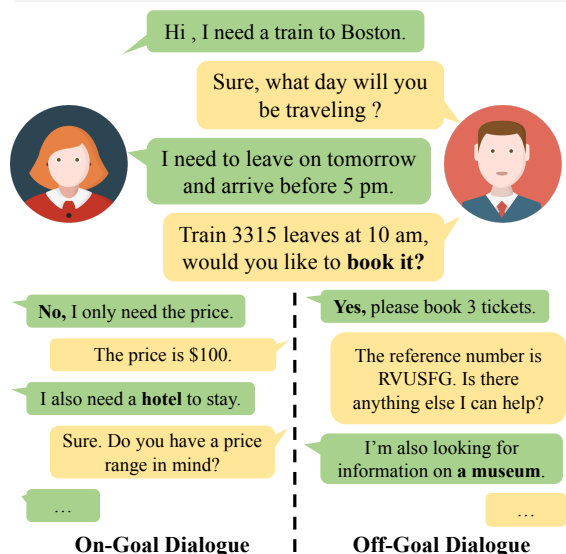 Hi , I need a train to Boston.
Sure, what day will you
be traveling ?
I need to leave on tomorrow
and arrive before 5 pm.
Train 3315 leaves at 10 am,
would you like to book it?
No, I only need the price.
The price is $100.
I also need a hotel to stay.
Sure. Do you have a price
range in mind?
…
On-Goal Dialogue
Yes, please book 3 tickets.
The reference number is
RVUSFG. Is there
anything else I can help?
I'm also looking for
information on a museum.
…
Off-Goal Dialogue